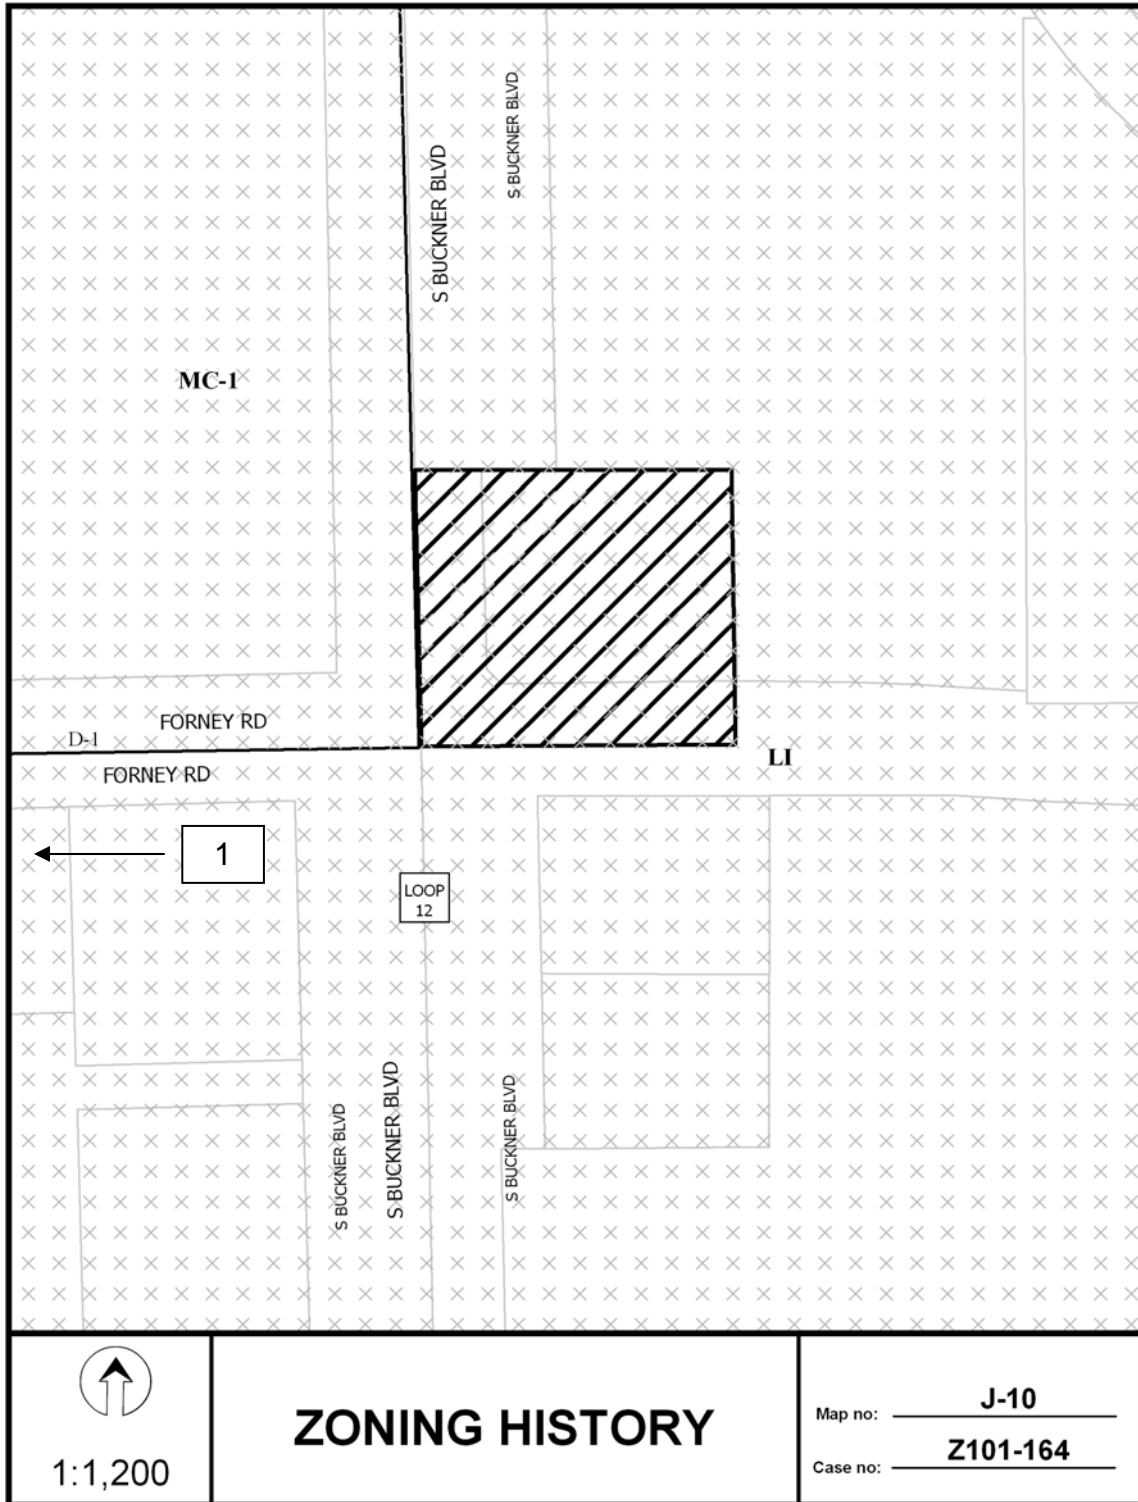 S BUCKNER BLVD
S BUCKNER BLVD
MC-1
FORNEY RD
D-1
FORNEY RD
LI
1
LOOP
12
S BUCKNER BLVD
S BUCKNER BLVD
S BUCKNER BLVD
1:1,200
ZONING HISTORY
Map no: J-10
Case no: Z101-164